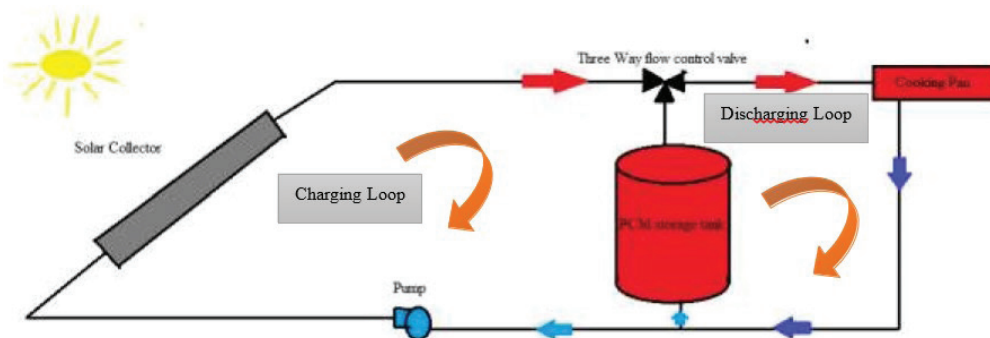 Three Way flow control valve
Cooking Pan
Discharging Loop
Solar Collector
Charging Loop
PCM storage tank
Pump